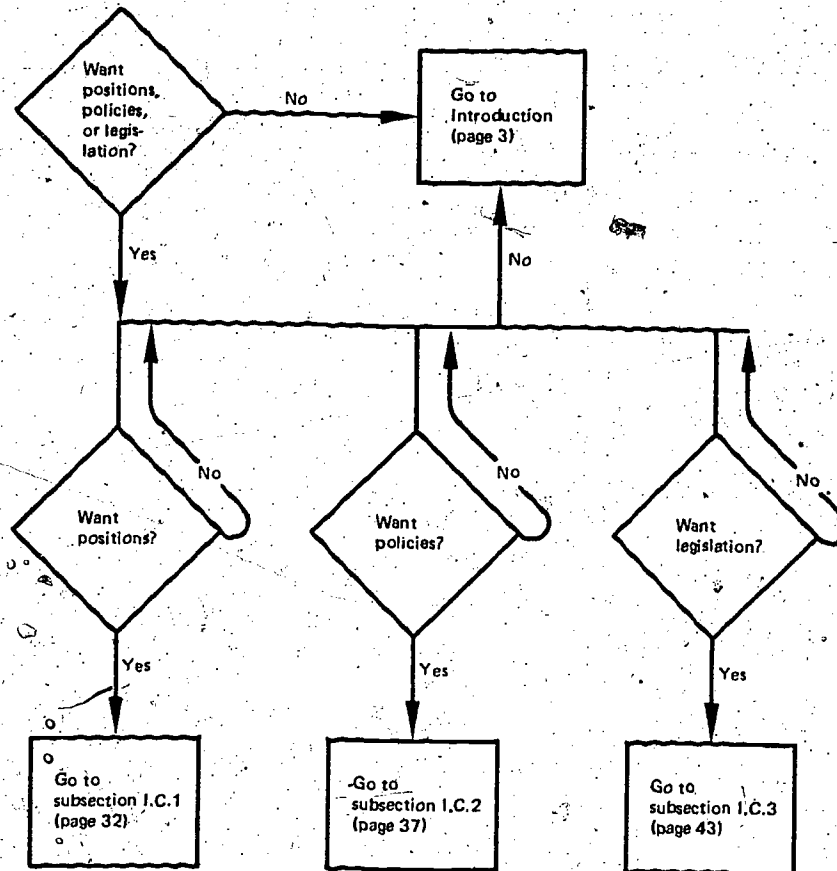 Want
positions,
policies,
or legis-
lation?
No
Go to
Introduction
(page 3)
Yes
No
No
No
No
Want
positions?
Want
policies?
Want
legislation?
Yes
Yes
Yes
Go to
subsection I.C.1
(page 32)
Go to
subsection I.C.2
(page 37)
Go to
subsection I.C.3
(page 43)